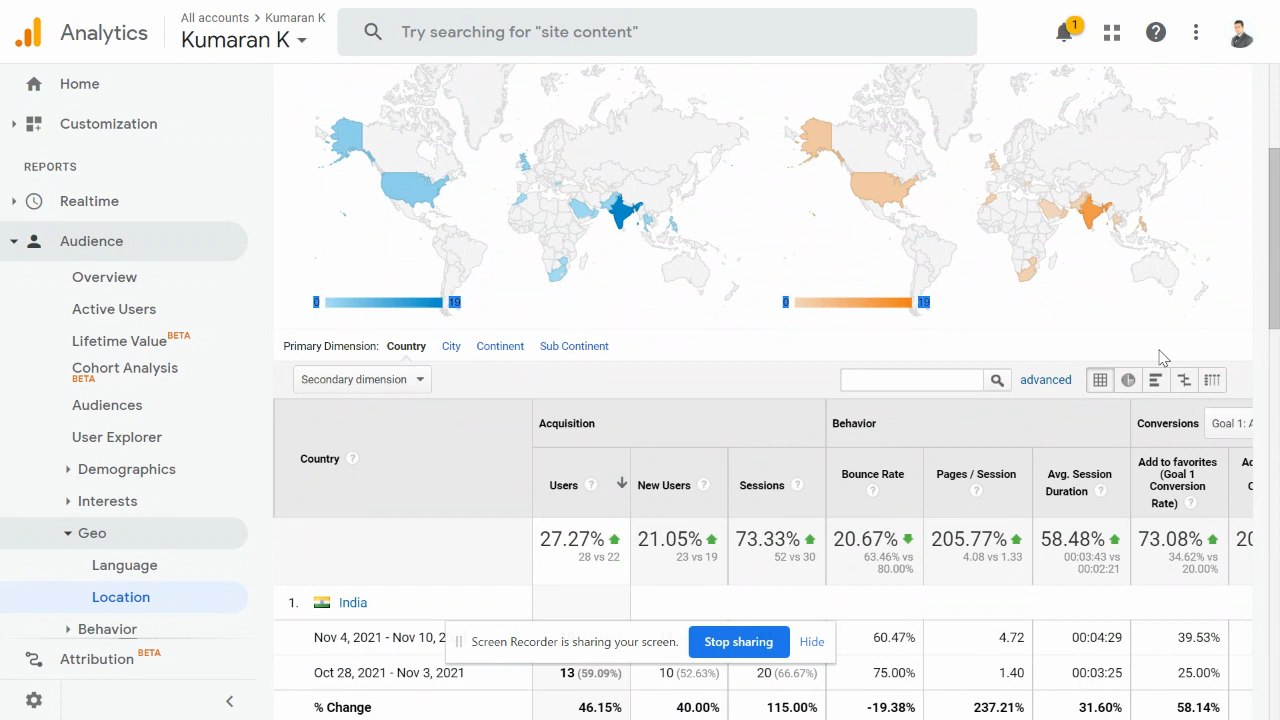 Analytics
All accounts > Kumaran K
Kumaran K
Try searching for "site content"
1
Home
Customization
REPORTS
Realtime
Audience
Overview
Active Users
Lifetime Value BETA
Cohort Analysis
BETA
Audiences
User Explorer
Demographics
Interests
Geo
Language
Location
Behavior
Attribution BETA
0 19
0 19
Primary Dimension: Country City Continent Sub Continent
Secondary dimension
advanced
Country ?
Acquisition
Behavior
Conversions Goal 1:
Users ?
New Users ?
Sessions ?
Bounce Rate
?
Pages / Session
?
Avg. Session
Duration ?
Add to favorites
(Goal 1
Conversion
Rate) ?
27.27% 21.05% 73.33% 20.67% 205.77% 58.48% 73.08%
28 vs 22
23 vs 19
52 vs 30
63.46% vs
80.00%
4.08 vs 1.33
00:03:43 vs
00:02:21
34.62% vs
20.00%
1. India
Nov 4, 2021 - Nov 10, 2 60.47% 4.72 00:04:29 39.53%
Screen Recorder is sharing your screen. Stop sharing Hide
Oct 28, 2021 - Nov 3, 2021 13 (59.09%) 10 (52.63%) 20 (66.67%) 75.00% 1.40 00:03:25 25.00%
% Change 46.15% 40.00% 115.00% -19.38% 237.21% 31.60% 58.14%